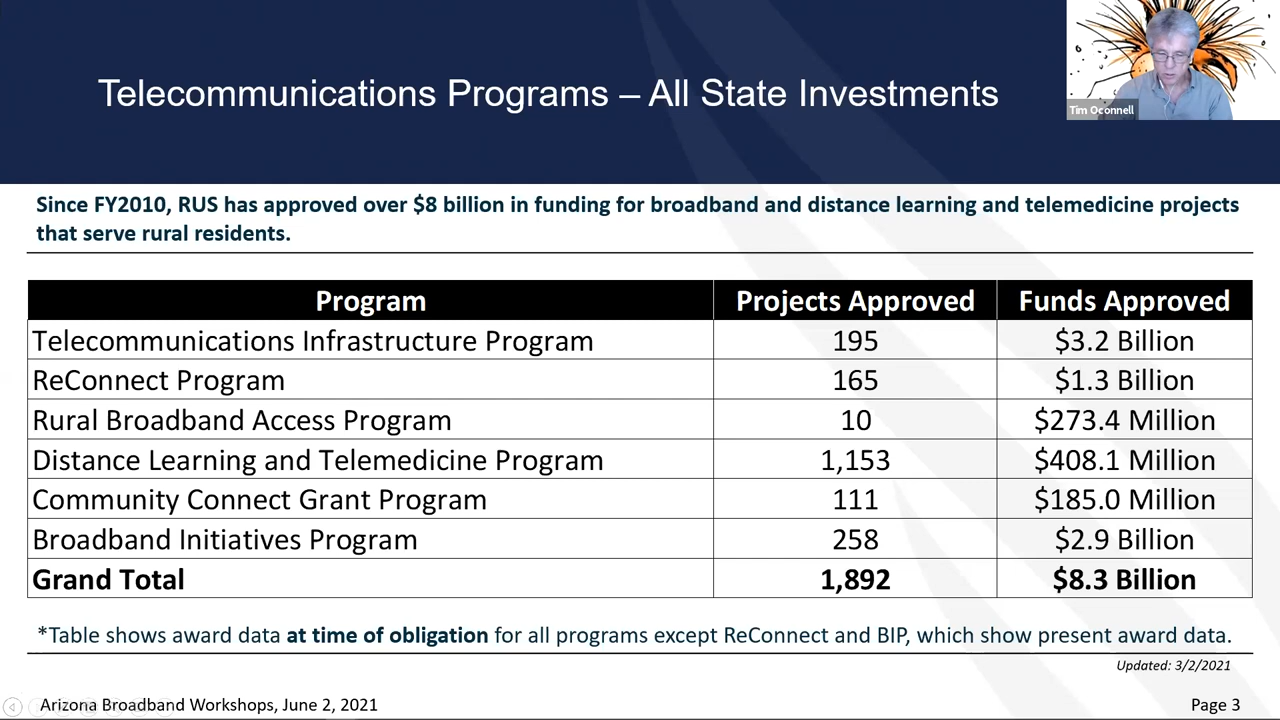 Telecommunications Programs – All State Investments
Tim Oconnell
Since FY2010, RUS has approved over $8 billion in funding for broadband and distance learning and telemedicine projects
that serve rural residents.
Program Projects Approved Funds Approved
Telecommunications Infrastructure Program 195 $3.2 Billion
ReConnect Program 165 $1.3 Billion
Rural Broadband Access Program 10 $273.4 Million
Distance Learning and Telemedicine Program 1,153 $408.1 Million
Community Connect Grant Program 111 $185.0 Million
Broadband Initiatives Program 258 $2.9 Billion
Grand Total 1,892 $8.3 Billion
*Table shows award data at time of obligation for all programs except ReConnect and BIP, which show present award data.
Updated: 3/2/2021
Arizona Broadband Workshops, June 2, 2021 Page 3